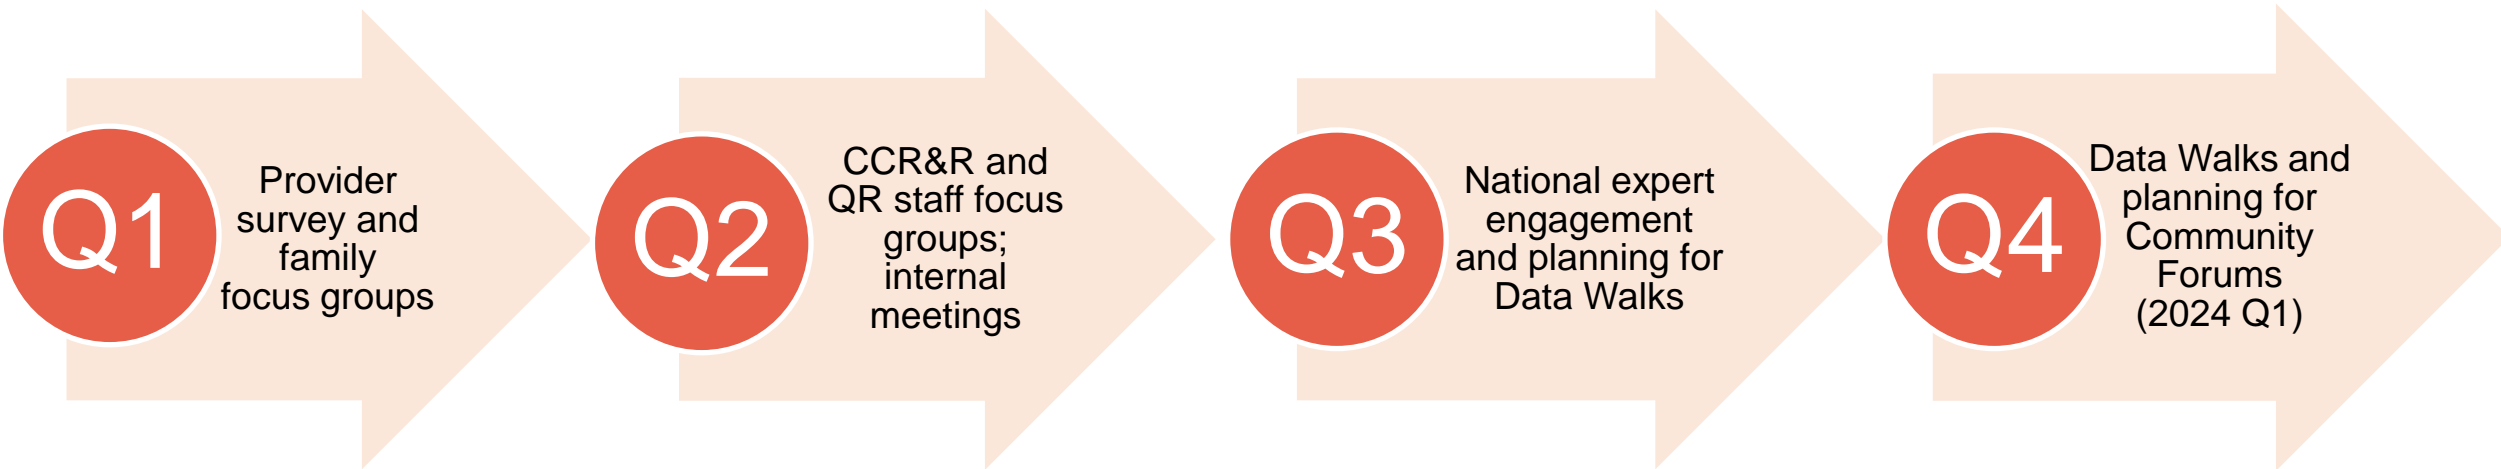 Q1
Provider
survey and
family
focus groups
Q2
CCR&R and
QR staff focus
groups;
internal
meetings
Q3
National expert
engagement
and planning for
Data Walks
Q4
Data Walks and
planning for
Community
Forums
(2024 Q1)